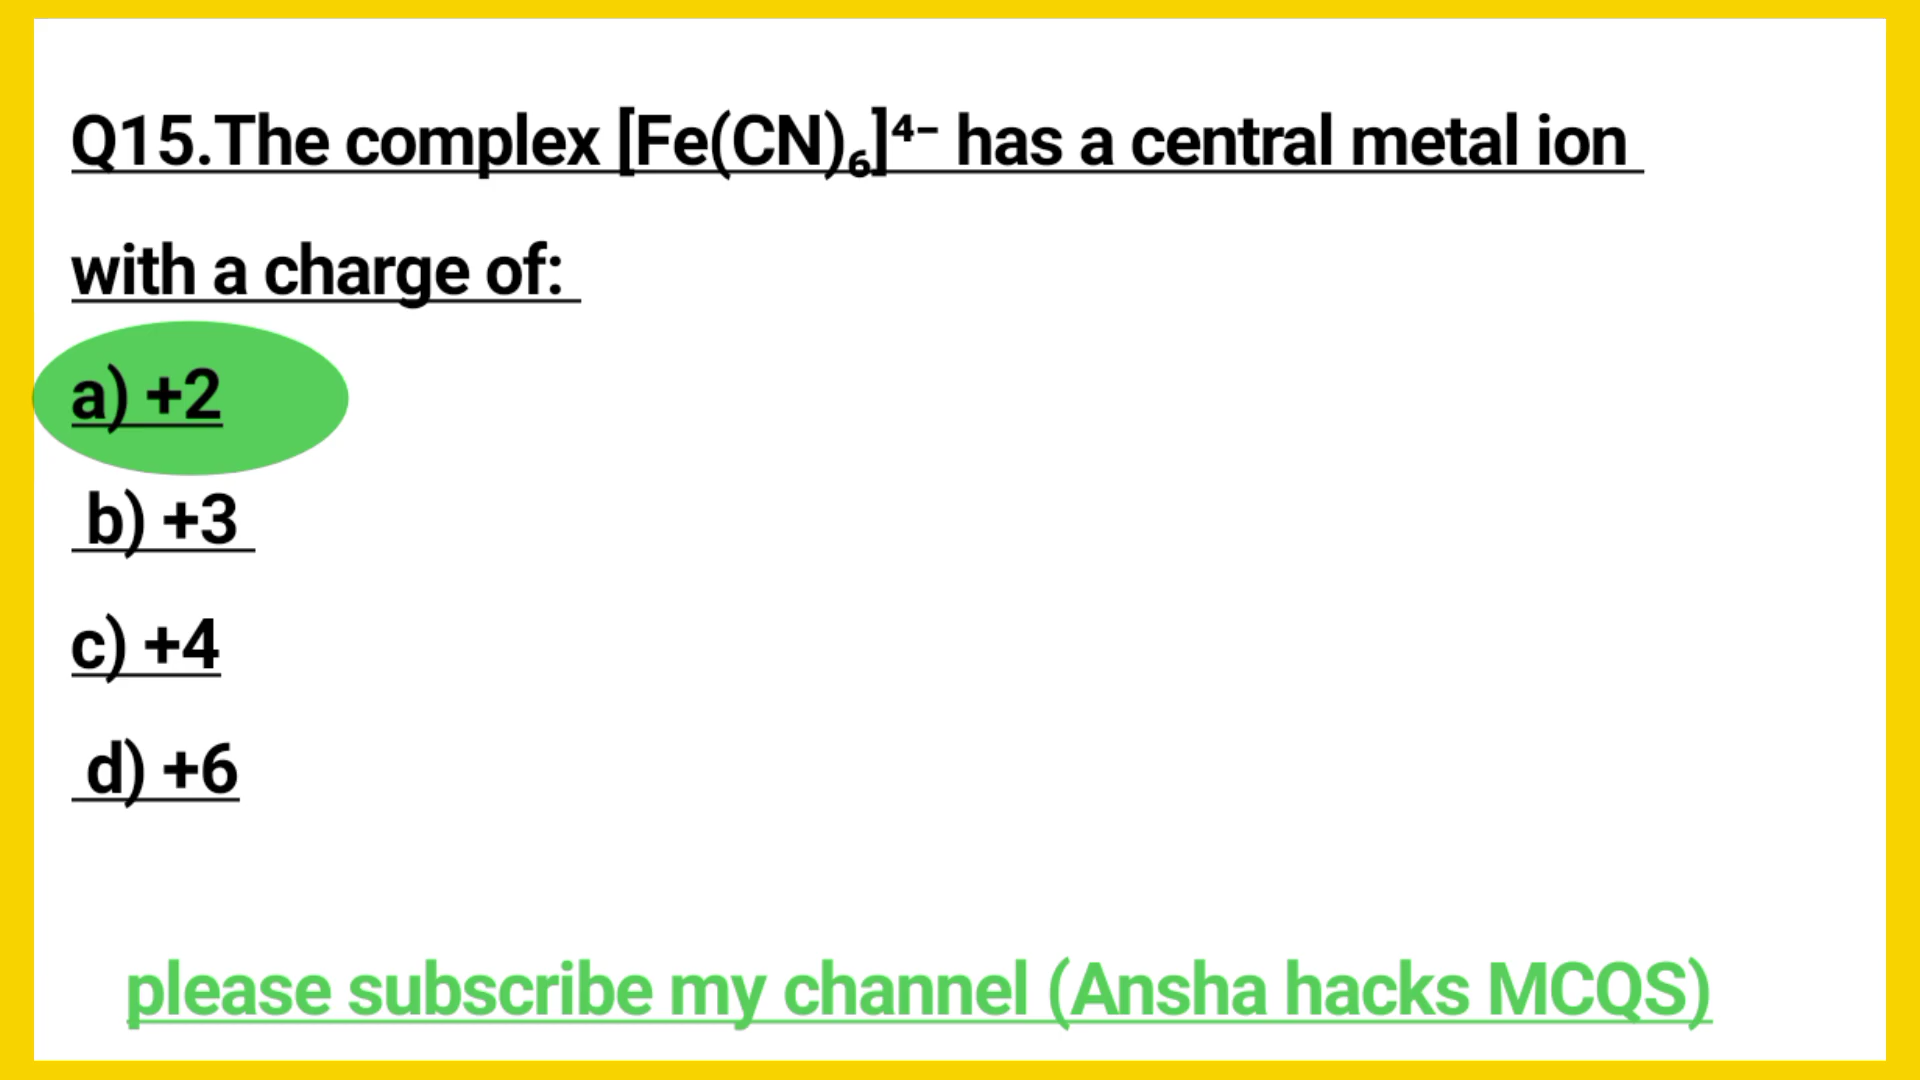 Q15.The complex [Fe(CN)₆]⁴⁻ has a central metal ion
with a charge of:
a) +2
b) +3
c) +4
d) +6
please subscribe my channel (Ansha hacks MCQS)